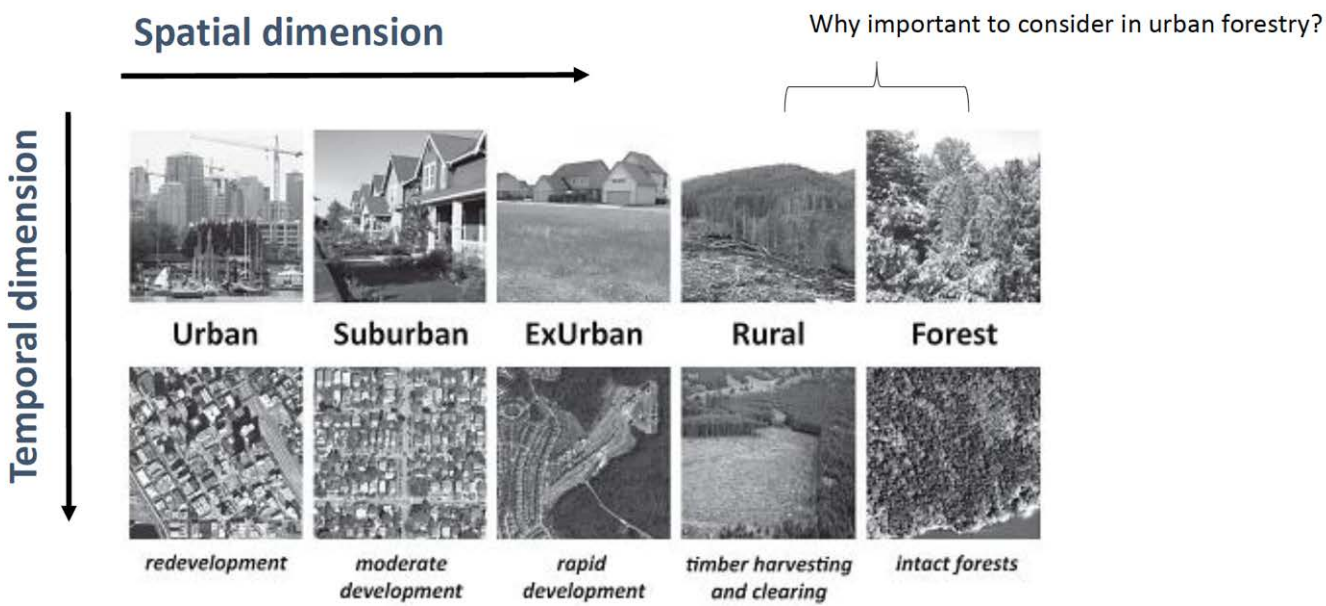 Spatial dimension
Why important to consider in urban forestry?
Temporal dimension
Urban
Suburban
ExUrban
Rural
Forest
redevelopment
moderate
development
rapid
development
timber harvesting
and clearing
intact forests